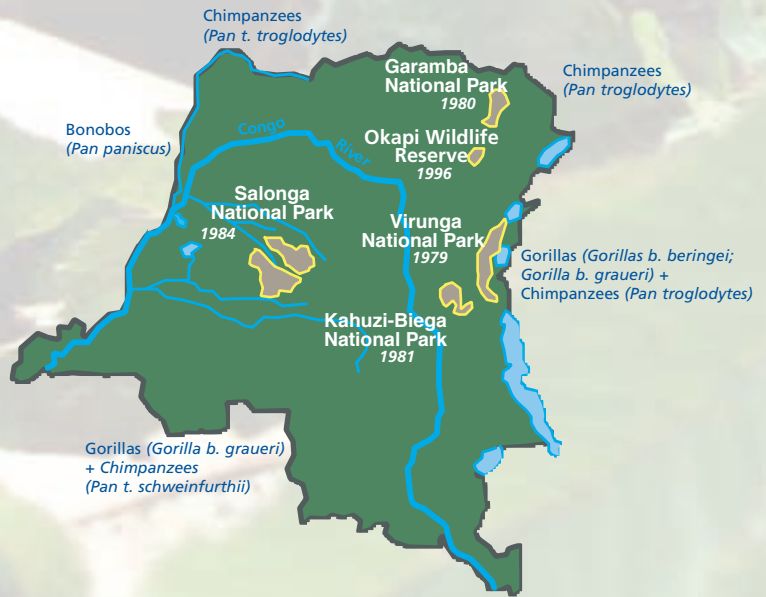 Chimpanzees
(Pan t. troglodytes)
Garamba
National Park
1980
Chimpanzees
(Pan troglodytes)
Bonobos
(Pan paniscus)
Congo
River
Okapi Wildlife
Reserve
1996
Salonga
National Park
1984
Virunga
National Park
1979
Gorillas (Gorillas b. beringei;
Gorilla b. graueri) +
Chimpanzees (Pan troglodytes)
Kahuzi-Biega
National Park
1981
Gorillas (Gorilla b. graueri)
+ Chimpanzees
(Pan t. schweinfurthii)